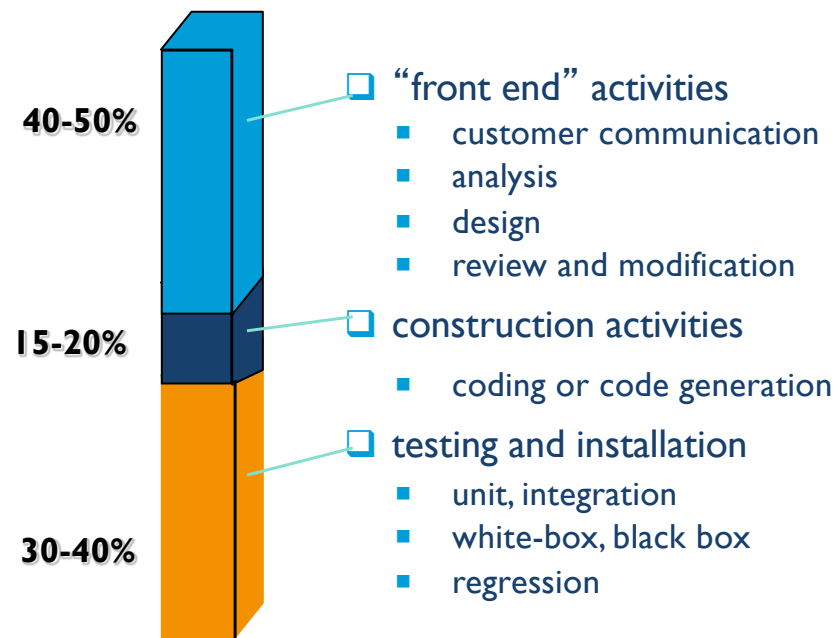 “front end” activities
40-50%
customer communication
analysis
design
review and modification
construction activities
15-20%
coding or code generation
testing and installation
unit, integration
white-box, black box
30-40%
regression